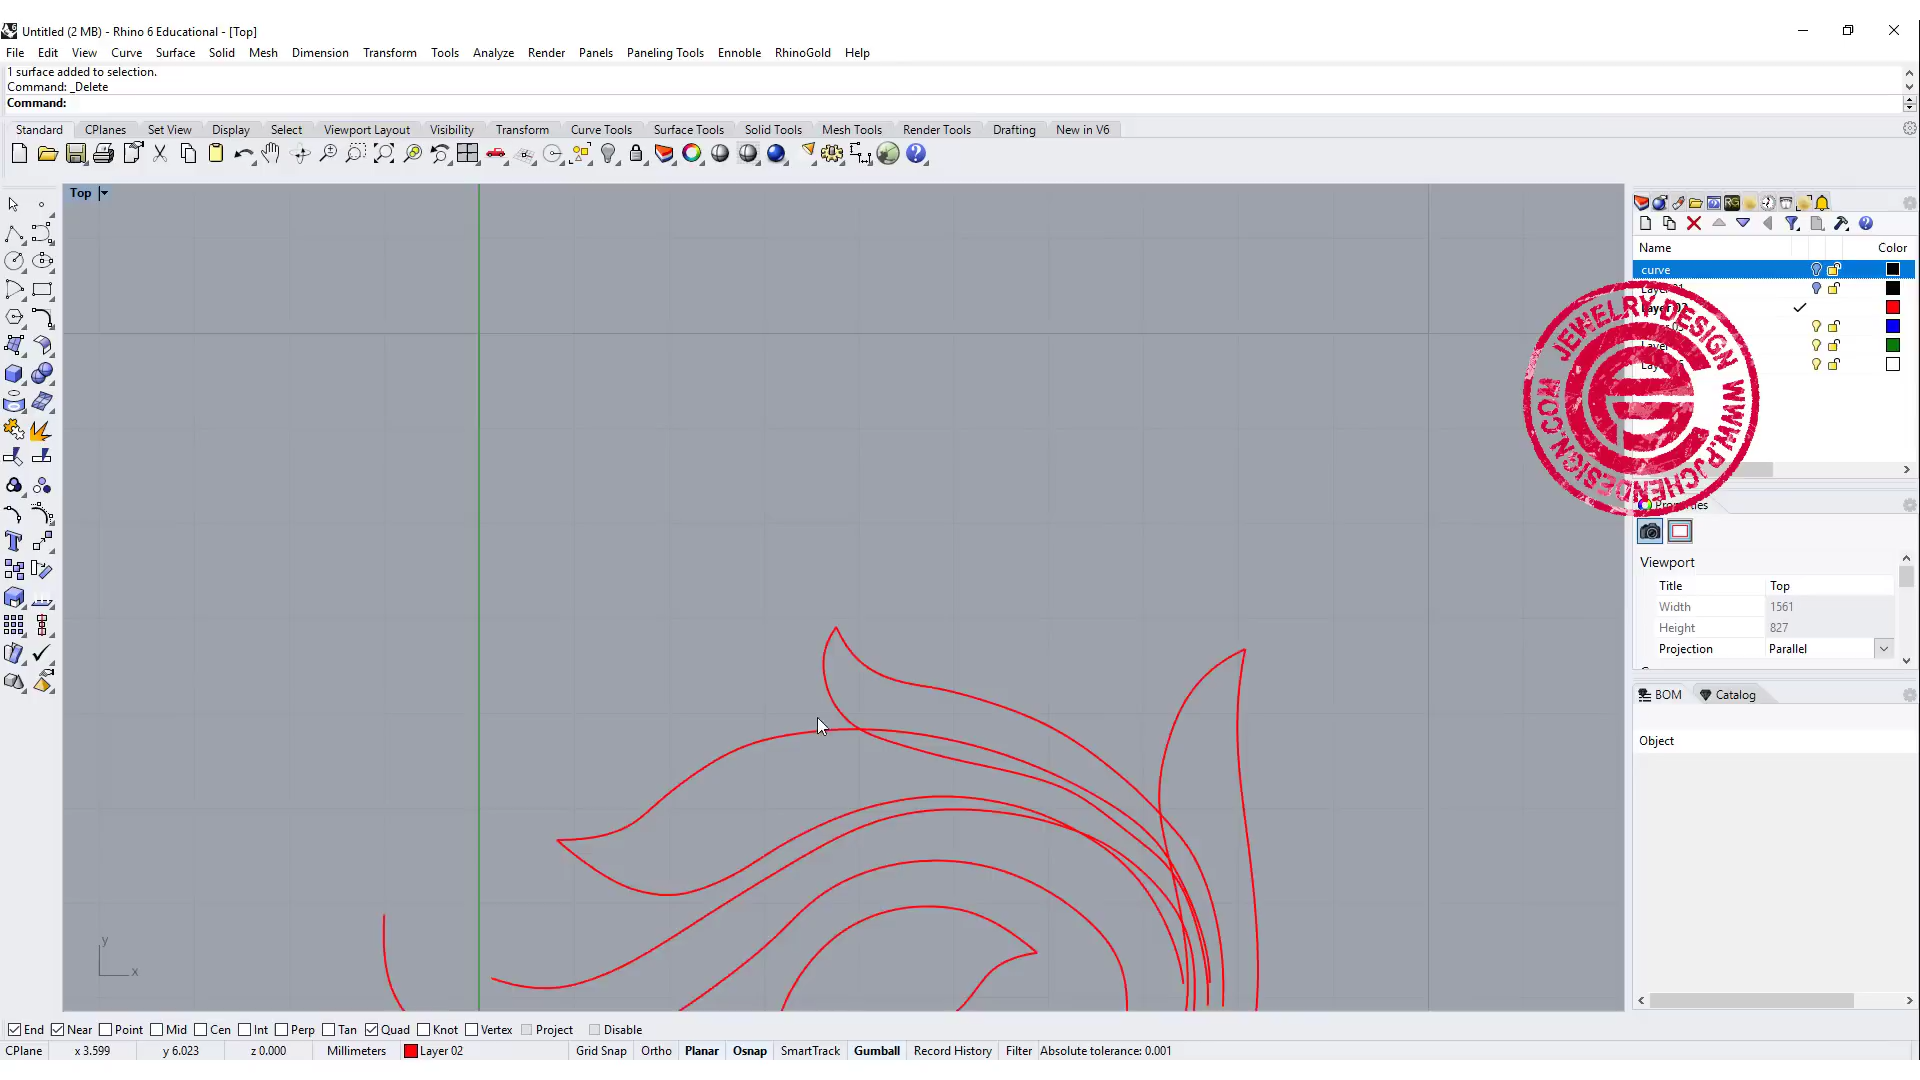 Untitled (2 MB) - Rhino 6 Educational - [Top]
File Edit View Curve Surface Solid Mesh Dimension Transform Tools Analyze Render Panels Paneling Tools Ennoble RhinoGold Help
1 surface added to selection.
Command: _Delete
Command:
Standard CPlanes Set View Display Select Viewport Layout Visibility Transform Curve Tools Surface Tools Solid Tools Mesh Tools Render Tools Drafting New in V6
Top
RG
Name Color
curve
JEWELRY DESIGN WWW.PJCHENDESIGN.COM
Properties
Viewport
Title Top
Width 1561
Height 827
Projection Parallel
BOM Catalog
Object
y
x
End Near Point Mid Cen Int Perp Tan Quad Knot Vertex Project Disable
CPlane x 3.599 y 6.023 z 0.000 Millimeters Layer 02 Grid Snap Ortho Planar Osnap SmartTrack Gumball Record History Filter Absolute tolerance: 0.001